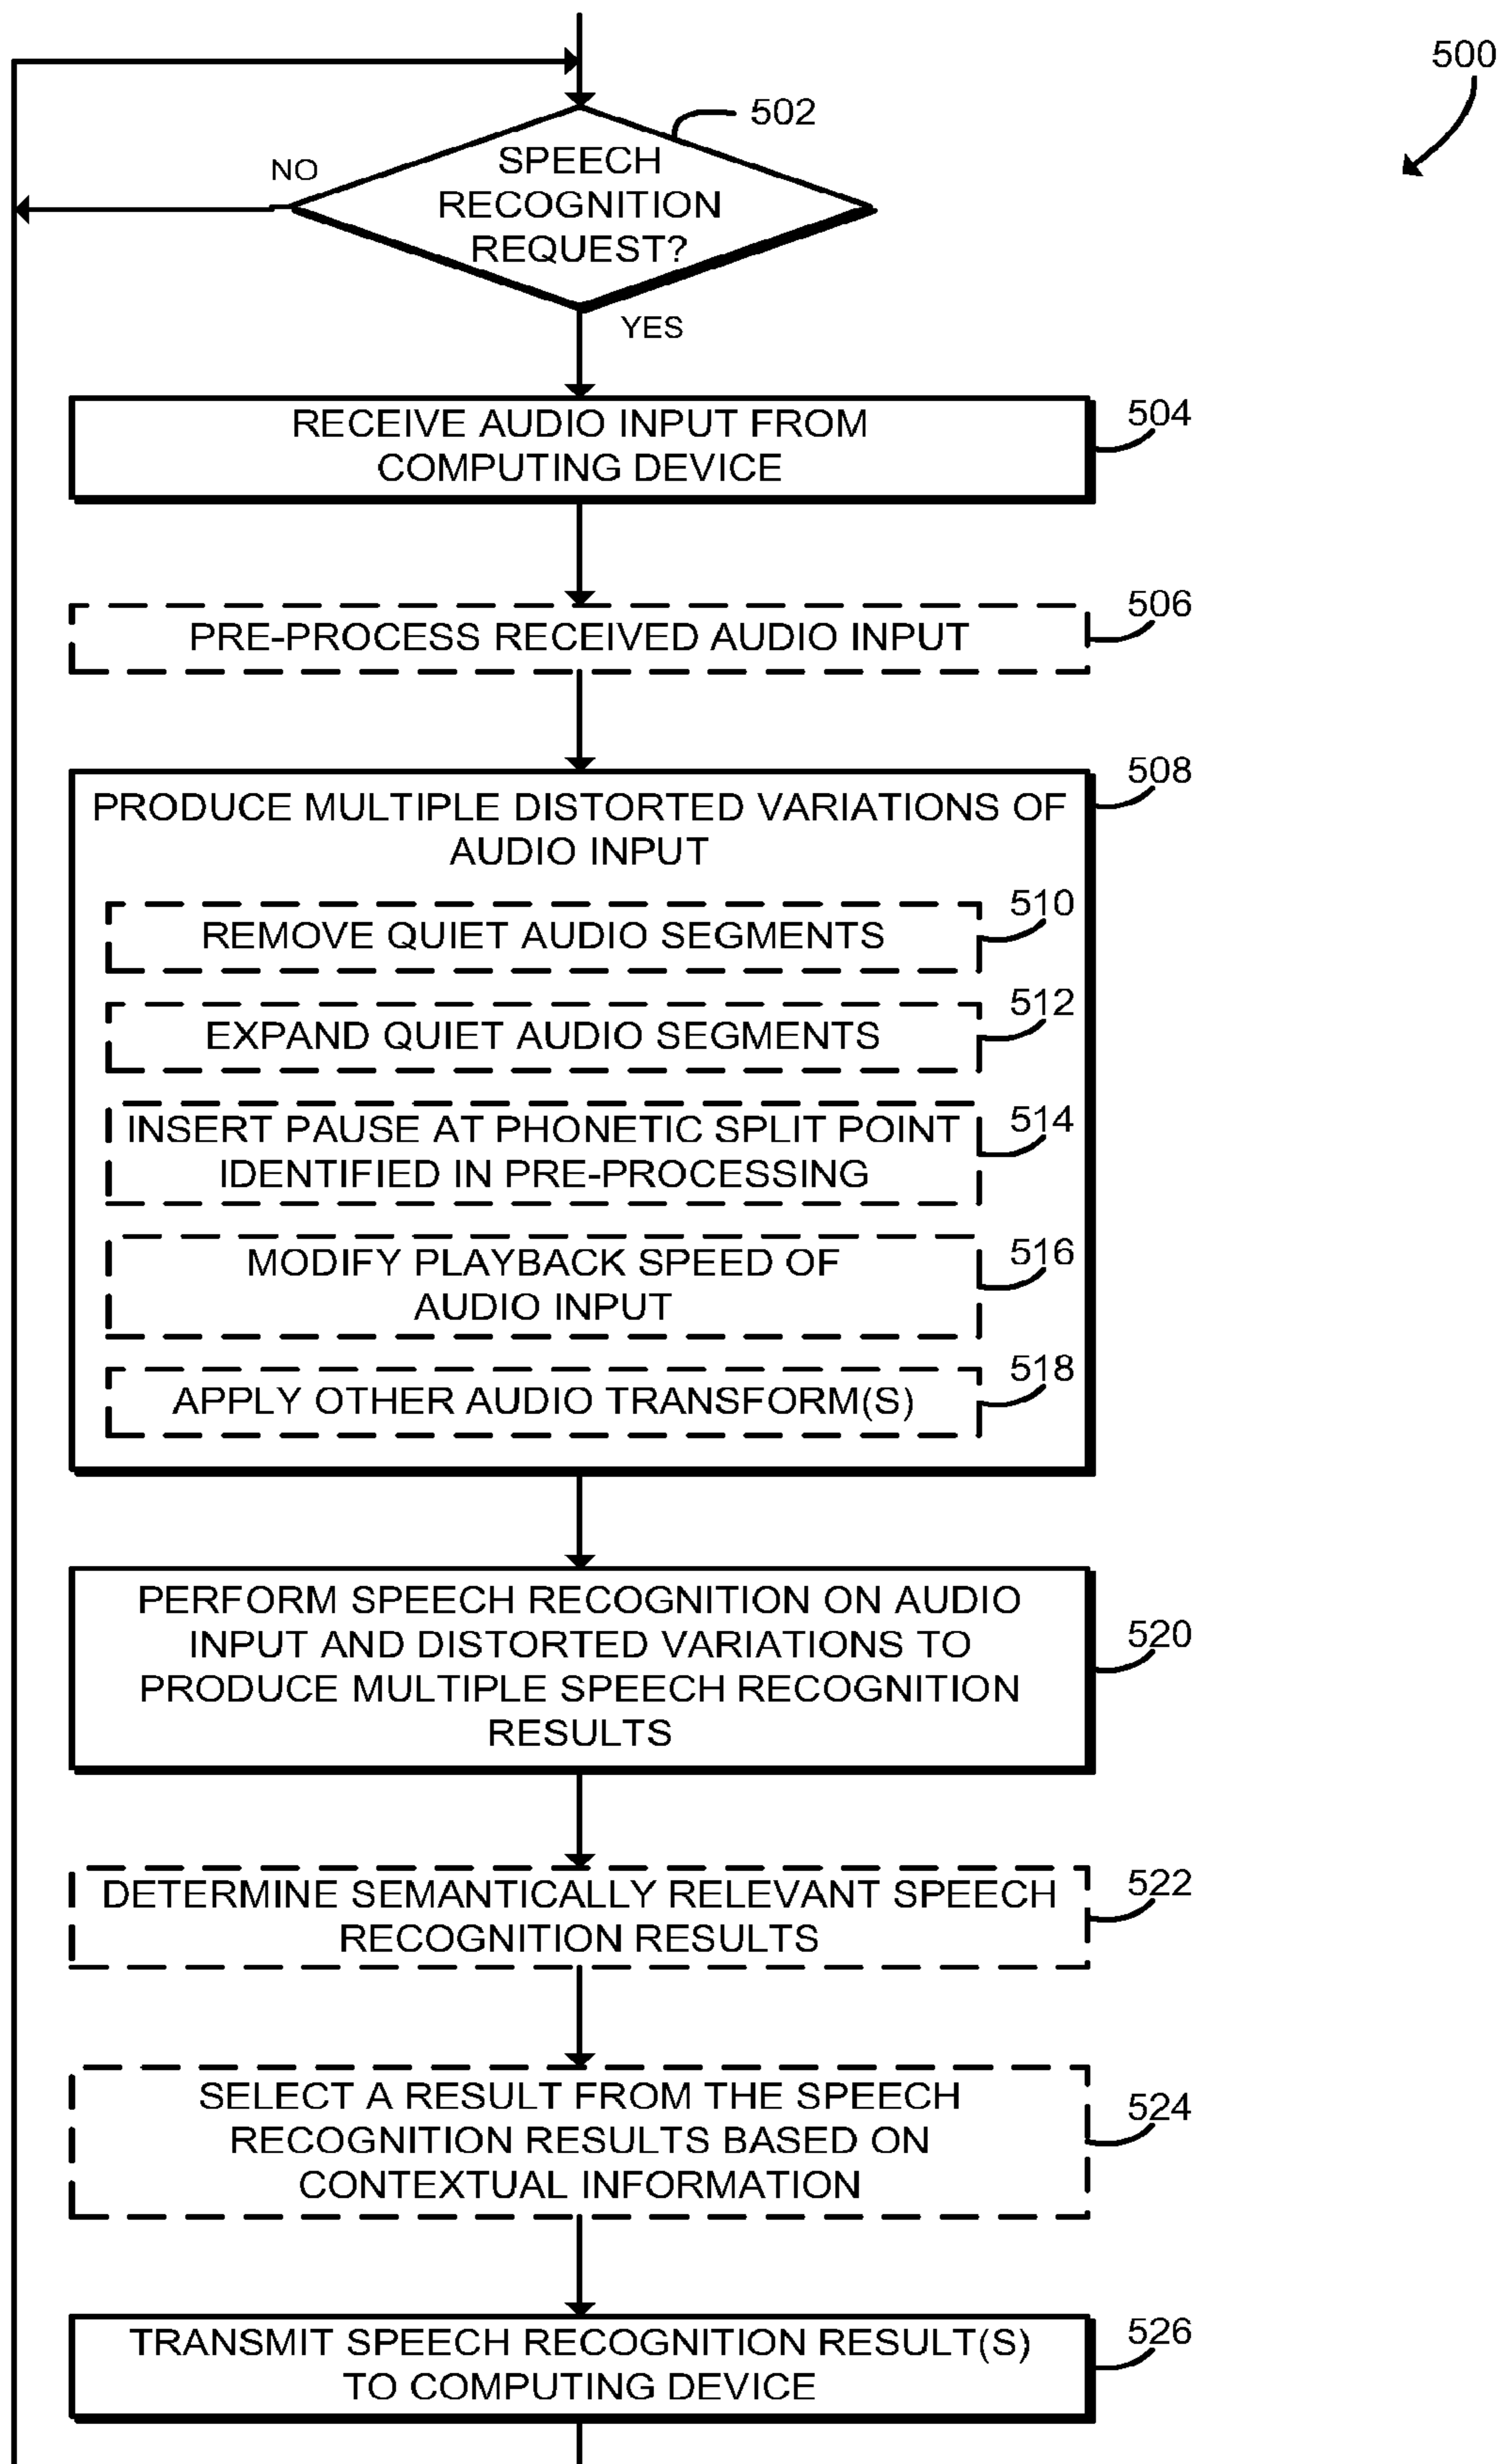 500
502
SPEECH
RECOGNITION
REQUEST?
NO
YES
RECEIVE AUDIO INPUT FROM
COMPUTING DEVICE
504
PRE-PROCESS RECEIVED AUDIO INPUT
506
508
PRODUCE MULTIPLE DISTORTED VARIATIONS OF
AUDIO INPUT
510
REMOVE QUIET AUDIO SEGMENTS
512
EXPAND QUIET AUDIO SEGMENTS
514
INSERT PAUSE AT PHONETIC SPLIT POINT
IDENTIFIED IN PRE-PROCESSING
516
MODIFY PLAYBACK SPEED OF
AUDIO INPUT
518
APPLY OTHER AUDIO TRANSFORM(S)
PERFORM SPEECH RECOGNITION ON AUDIO
INPUT AND DISTORTED VARIATIONS TO
PRODUCE MULTIPLE SPEECH RECOGNITION
RESULTS
520
DETERMINE SEMANTICALLY RELEVANT SPEECH
RECOGNITION RESULTS
522
SELECT A RESULT FROM THE SPEECH
RECOGNITION RESULTS BASED ON
CONTEXTUAL INFORMATION
524
TRANSMIT SPEECH RECOGNITION RESULT(S)
TO COMPUTING DEVICE
526